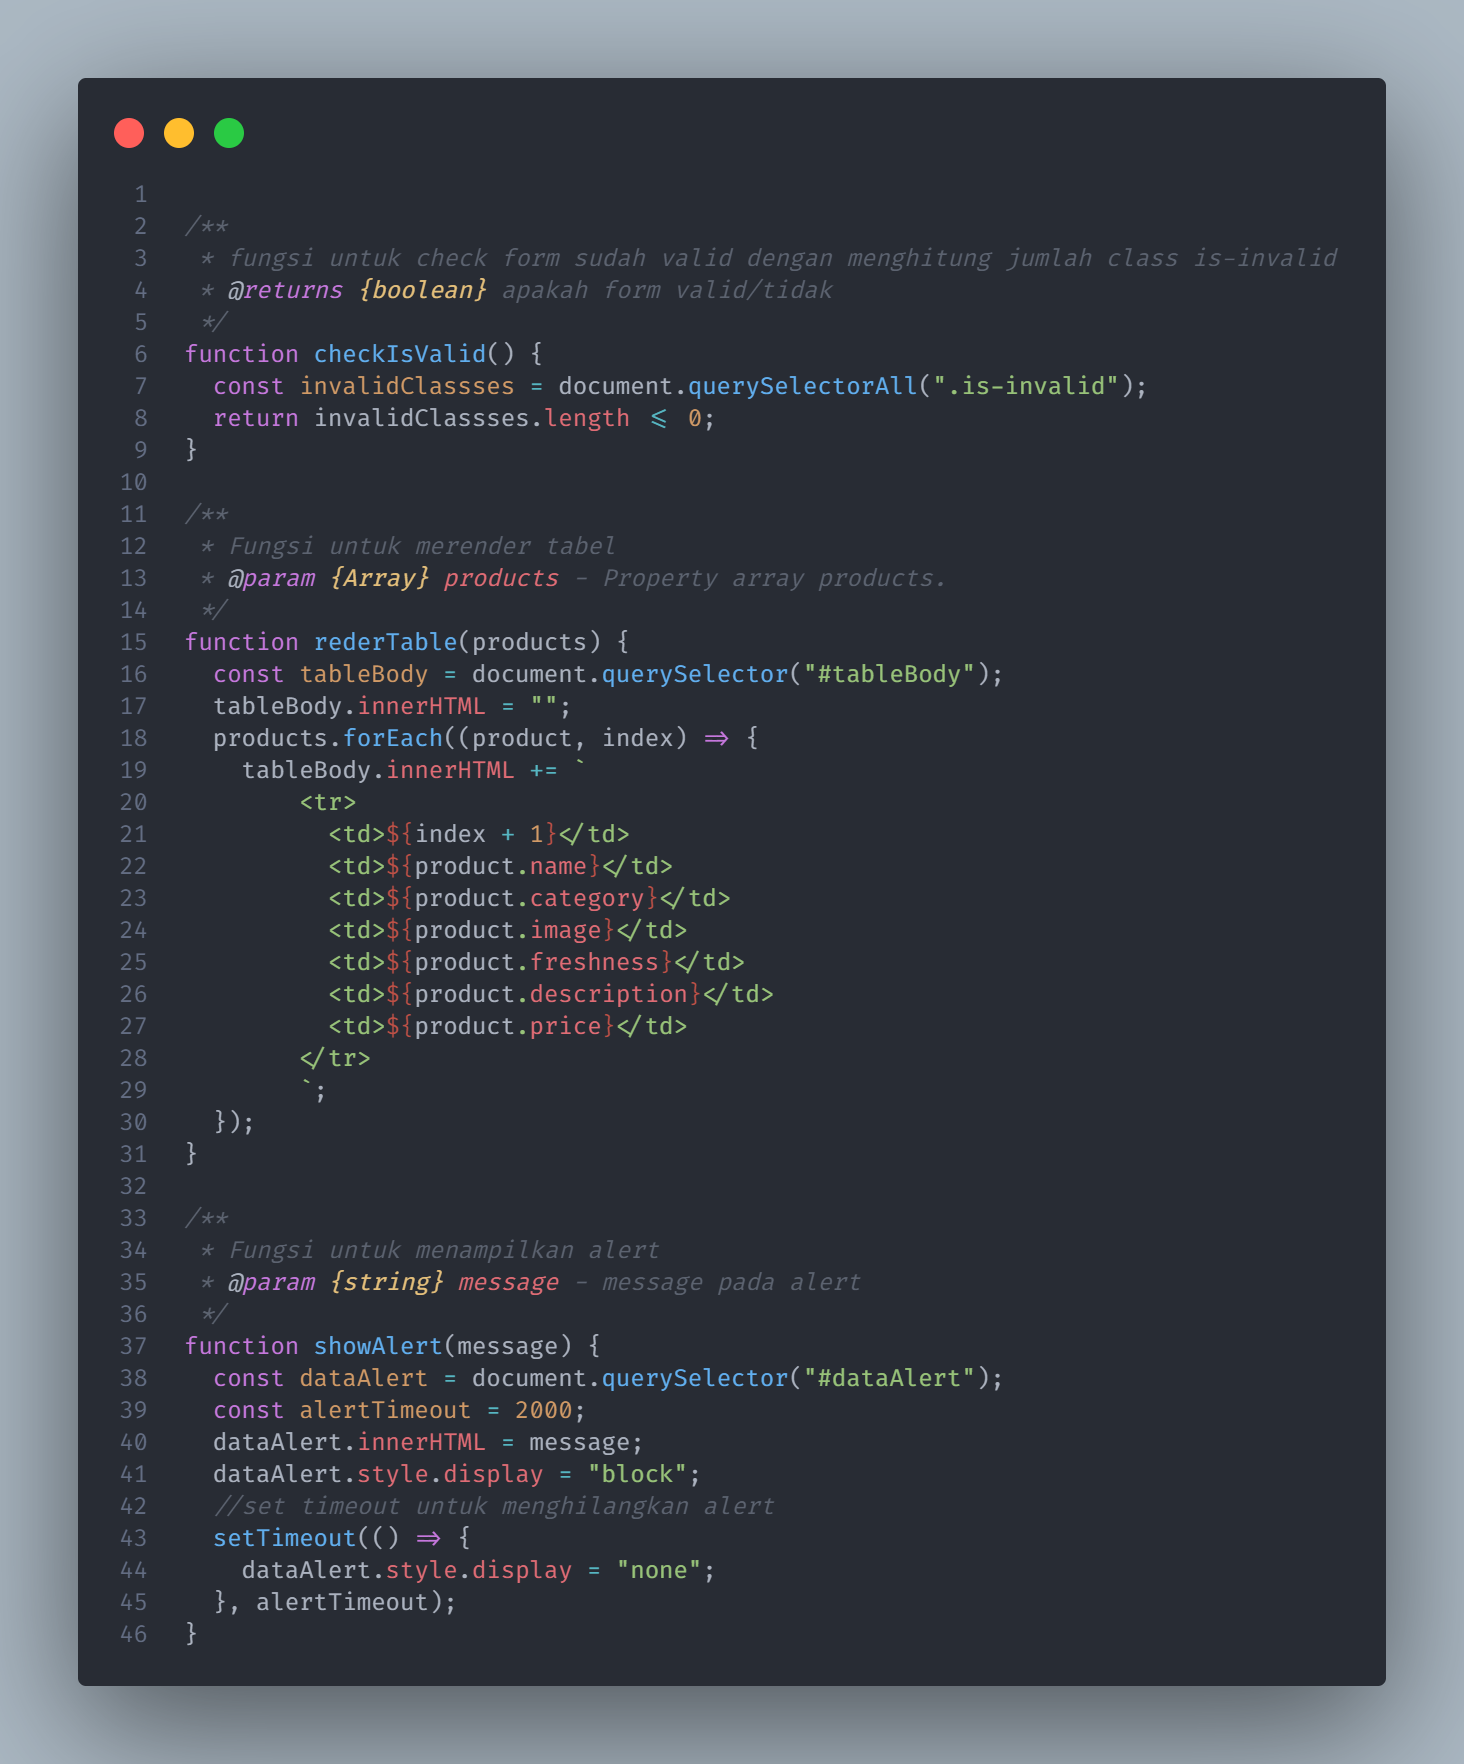 1
2 /**
3  * fungsi untuk check form sudah valid dengan menghitung jumlah class is-invalid
4  * @returns {boolean} apakah form valid/tidak
5  */
6 function checkIsValid() {
7   const invalidClassses = document.querySelectorAll(".is-invalid");
8   return invalidClassses.length <= 0;
9 }
10
11 /**
12  * Fungsi untuk merender tabel
13  * @param {Array} products - Property array products.
14  */
15 function rederTable(products) {
16   const tableBody = document.querySelector("#tableBody");
17   tableBody.innerHTML = "";
18   products.forEach((product, index) => {
19     tableBody.innerHTML += `
20         <tr>
21           <td>${index + 1}</td>
22           <td>${product.name}</td>
23           <td>${product.category}</td>
24           <td>${product.image}</td>
25           <td>${product.freshness}</td>
26           <td>${product.description}</td>
27           <td>${product.price}</td>
28         </tr>
29         `;
30   });
31 }
32
33 /**
34  * Fungsi untuk menampilkan alert
35  * @param {string} message - message pada alert
36  */
37 function showAlert(message) {
38   const dataAlert = document.querySelector("#dataAlert");
39   const alertTimeout = 2000;
40   dataAlert.innerHTML = message;
41   dataAlert.style.display = "block";
42   //set timeout untuk menghilangkan alert
43   setTimeout(() => {
44     dataAlert.style.display = "none";
45   }, alertTimeout);
46 }